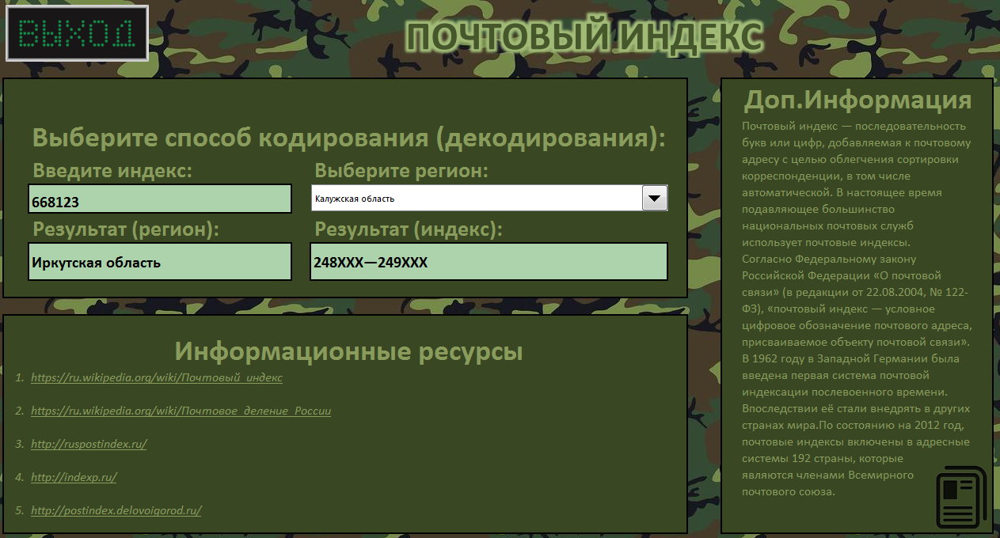 ВЫХОД
ПОЧТОВЫЙ ИНДЕКС
Выберите способ кодирования (декодирования):
Введите индекс:
Выберите регион:
668123
Калужская область
Результат (регион):
Результат (индекс):
Иркутская область
248XXX—249XXX
Информационные ресурсы
1. https://ru.wikipedia.org/wiki/Почтовый_индекс
2. https://ru.wikipedia.org/wiki/Почтовое_деление_России
3. http://ruspostindex.ru/
4. http://indexp.ru/
5. http://postindex.delovoigorod.ru/
Доп.Информация
Почтовый индекс — последовательность
букв или цифр, добавляемая к почтовому
адресу с целью облегчения сортировки
корреспонденции, в том числе
автоматической. В настоящее время
подавляющее большинство
национальных почтовых служб
использует почтовые индексы.
Согласно Федеральному закону
Российской Федерации «О почтовой
связи» (в редакции от 22.08.2004, № 122-
ФЗ), «почтовый индекс — условное
цифровое обозначение почтового адреса,
присваиваемое объекту почтовой связи».
В 1962 году в Западной Германии была
введена первая система почтовой
индексации послевоенного времени.
Впоследствии её стали внедрять в других
странах мира.По состоянию на 2012 год,
почтовые индексы включены в адресные
системы 192 страны, которые
являются членами Всемирного
почтового союза.